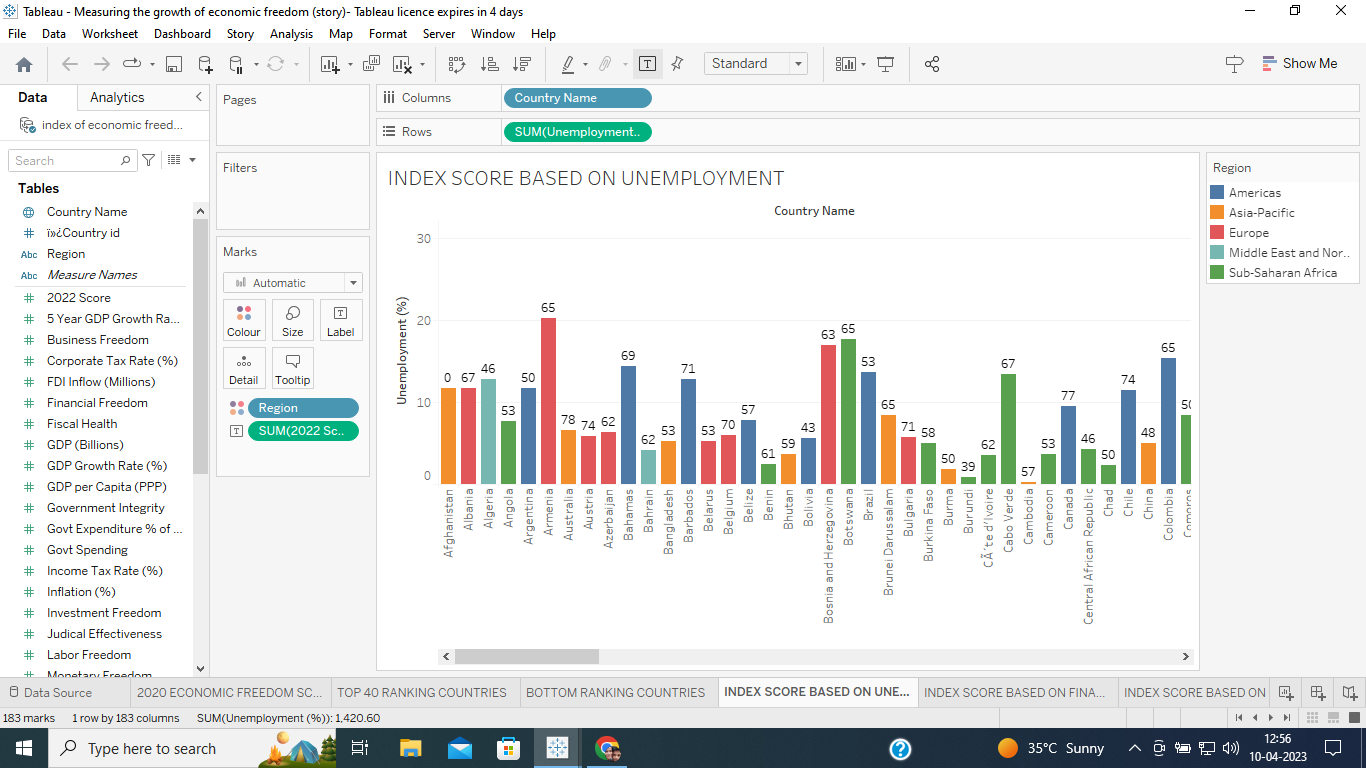 Tableau - Measuring the growth of economic freedom (story)- Tableau licence expires in 4 days
File Data Worksheet Dashboard Story Analysis Map Format Server Window Help
Standard
Show Me
Data Analytics
index of economic freed...
Search
Tables
Country Name
ï»¿Country id
Abc Region
Abc Measure Names
2022 Score
5 Year GDP Growth Ra...
Business Freedom
Corporate Tax Rate (%)
FDI Inflow (Millions)
Financial Freedom
Fiscal Health
GDP (Billions)
GDP Growth Rate (%)
GDP per Capita (PPP)
Government Integrity
Govt Expenditure % of ...
Govt Spending
Income Tax Rate (%)
Inflation (%)
Investment Freedom
Judical Effectiveness
Labor Freedom
Monetary Freedom
Pages
Filters
Marks
Automatic
Colour Size Label
Detail Tooltip
Region
SUM(2022 Sc..
Columns Country Name
Rows SUM(Unemployment..
INDEX SCORE BASED ON UNEMPLOYMENT
Country Name
Unemployment (%)
30
20
10
0
0 67 46 53 50 65 78 74 62 69 62 53 71 53 70 57 61 59 43 63 65 53 65 71 58 50 39 62 67 57 53 77 46 50 74 48 65 50
Afghanistan
Albania
Algeria
Angola
Argentina
Armenia
Australia
Austria
Azerbaijan
Bahamas
Bahrain
Bangladesh
Barbados
Belarus
Belgium
Belize
Benin
Bhutan
Bolivia
Bosnia and Herzegovina
Botswana
Brazil
Brunei Darussalam
Bulgaria
Burkina Faso
Burma
Burundi
CÃ´te d'Ivoire
Cabo Verde
Cambodia
Cameroon
Canada
Central African Republic
Chad
Chile
China
Colombia
Comoros
Region
Americas
Asia-Pacific
Europe
Middle East and Nor..
Sub-Saharan Africa
Data Source 2020 ECONOMIC FREEDOM SC... TOP 40 RANKING COUNTRIES BOTTOM RANKING COUNTRIES INDEX SCORE BASED ON UNE... INDEX SCORE BASED ON FINA... INDEX SCORE BASED ON
183 marks 1 row by 183 columns SUM(Unemployment (%)): 1,420.60
Type here to search
35°C Sunny
12:56
10-04-2023